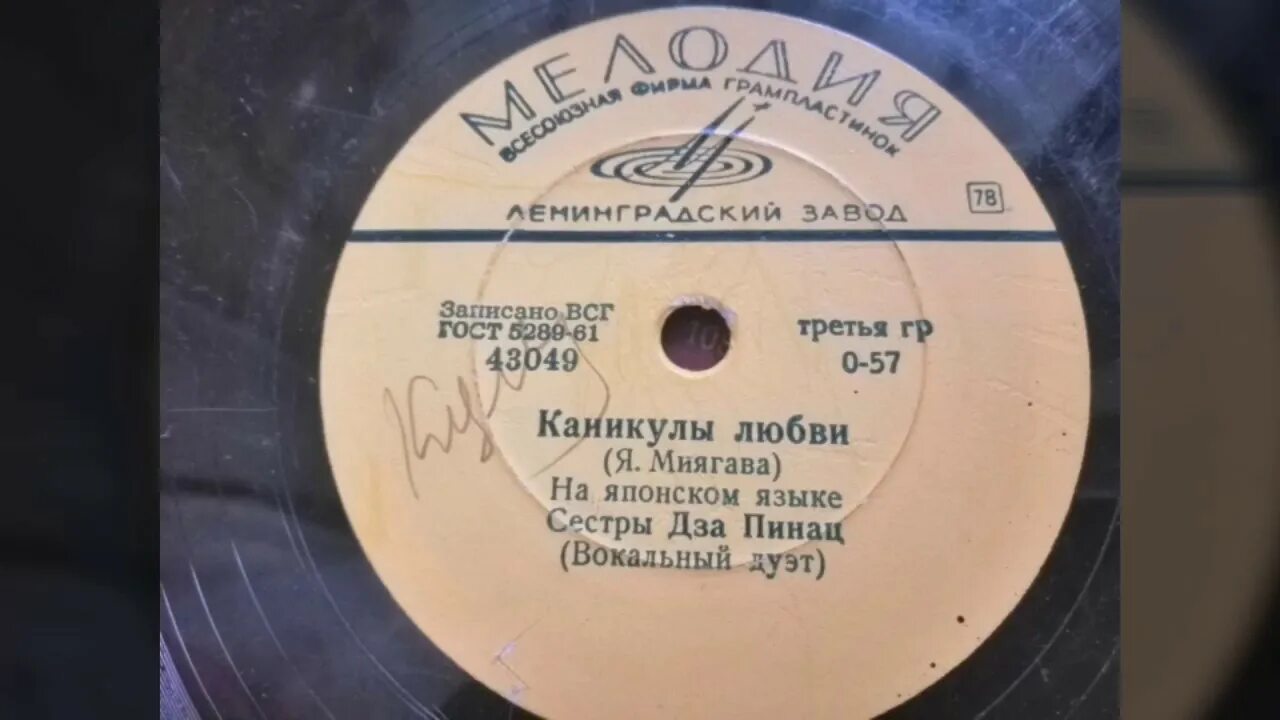 МЕЛОДИЯ
ВСЕСОЮЗНАЯ ФИРМА ГРАМПЛАСТИНОК
ЛЕНИНГРАДСКИЙ ЗАВОД
78
Записано ВСГ
ГОСТ 5289-61
43049
третья гр
0-57
Каникулы любви
(Я. Миягава)
На японском языке
Сестры Дза Пинац
(Вокальный дуэт)